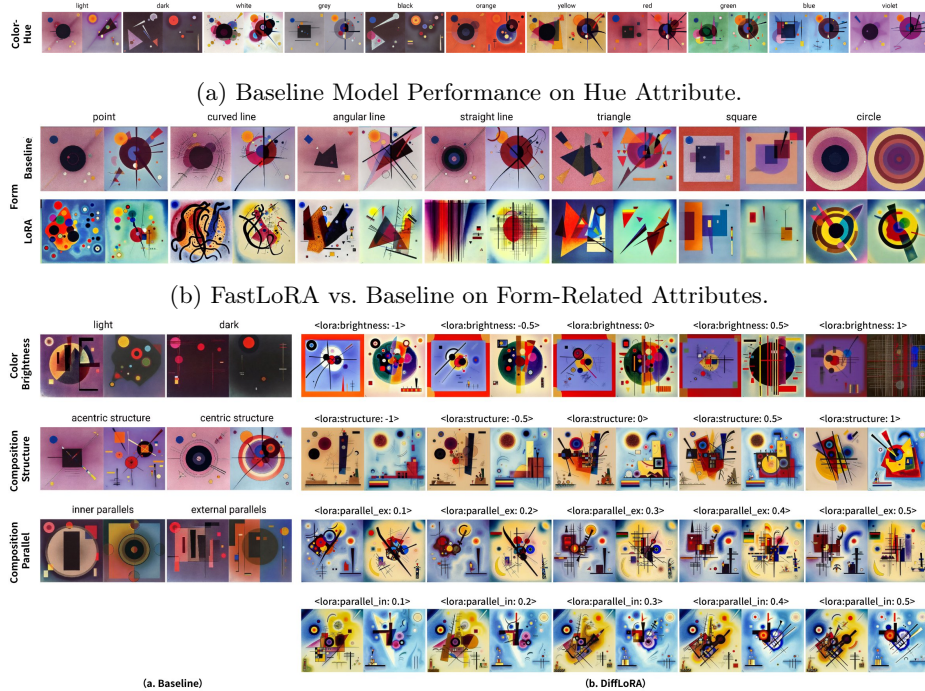 light dark white grey black orange yellow red green blue violet
Color-
Hue
(a) Baseline Model Performance on Hue Attribute.
point curved line angular line straight line triangle square circle
Form
Baseline
LoRA
(b) FastLoRA vs. Baseline on Form-Related Attributes.
light dark <lora:brightness: -1> <lora:brightness: -0.5> <lora:brightness: 0> <lora:brightness: 0.5> <lora:brightness: 1>
Color
Brightness
acentric structure centric structure <lora:structure: -1> <lora:structure: -0.5> <lora:structure: 0> <lora:structure: 0.5> <lora:structure: 1>
Composition
Structure
inner parallels external parallels <lora:parallel_ex: 0.1> <lora:parallel_ex: 0.2> <lora:parallel_ex: 0.3> <lora:parallel_ex: 0.4> <lora:parallel_ex: 0.5>
Composition
Parallel
<lora:parallel_in: 0.1> <lora:parallel_in: 0.2> <lora:parallel_in: 0.3> <lora:parallel_in: 0.4> <lora:parallel_in: 0.5>
(a. Baseline) (b. DiffLoRA)